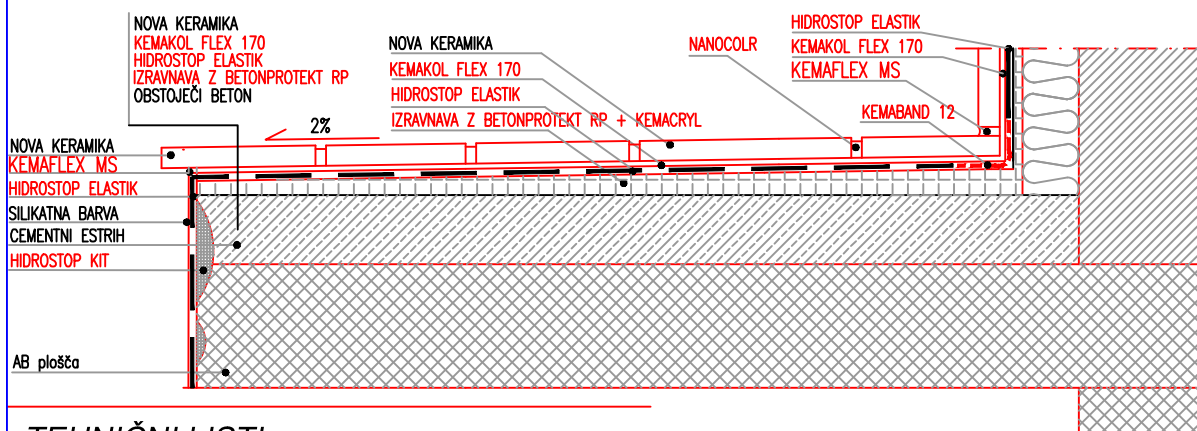 NOVA KERAMIKA
KEMAKOL FLEX 170
HIDROSTOP ELASTIK
IZRAVNAVA Z BETONPROTEKT RP
OBSTOJEČI BETON
2%
NOVA KERAMIKA
KEMAKOL FLEX 170
HIDROSTOP ELASTIK
IZRAVNAVA Z BETONPROTEKT RP + KEMACRYL
NANOCOLR
HIDROSTOP ELASTIK
KEMAKOL FLEX 170
KEMAFLEX MS
KEMABAND 12
NOVA KERAMIKA
KEMAFLEX MS
HIDROSTOP ELASTIK
SILIKATNA BARVA
CEMENTNI ESTRIH
HIDROSTOP KIT
AB plošča
TEHNIČNI LISTI